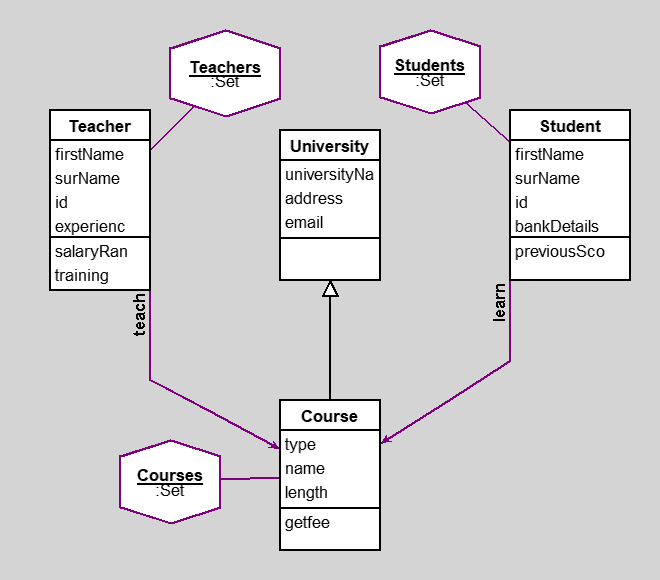 Teachers
:Set
Students
:Set
Teacher
firstName
surName
id
experienc
salaryRan
training
University
universityNa
address
email
Student
firstName
surName
id
bankDetails
previousSco
teach
learn
Course
type
name
length
getfee
Courses
:Set